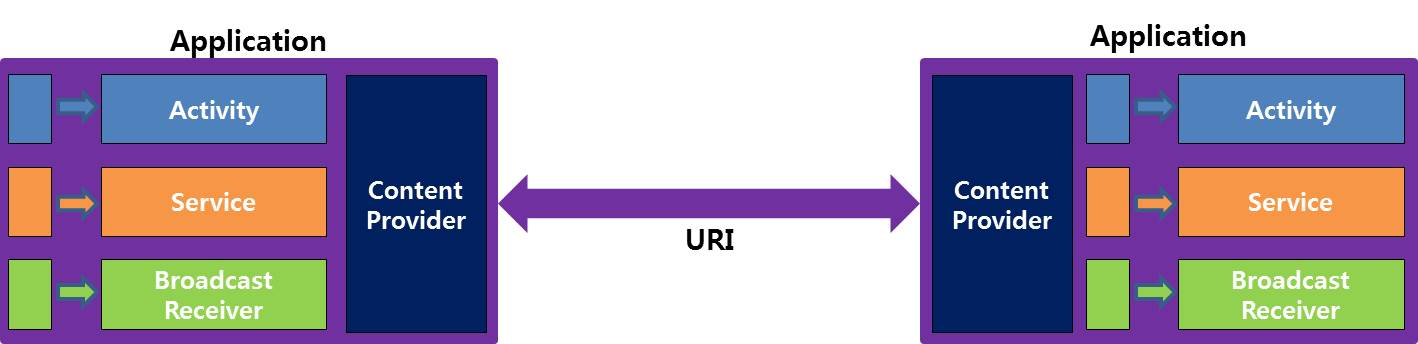 Application
Activity
Service
Broadcast
Receiver
Content
Provider
URI
Application
Content
Provider
Activity
Service
Broadcast
Receiver